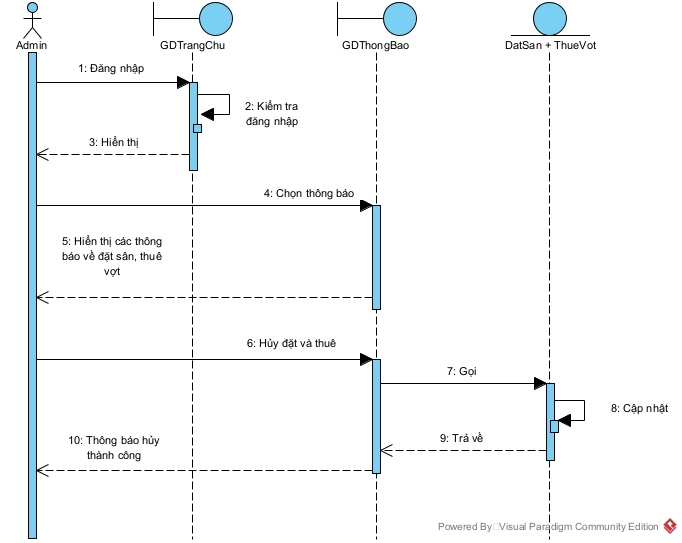 Admin
GDTrangChu
GDThongBao
DatSan + ThueVot
1: Đăng nhập
2: Kiểm tra
đăng nhập
3: Hiển thị
4: Chọn thông báo
5: Hiển thị các thông
báo về đặt sân, thuê
vợt
6: Hủy đặt và thuê
7: Gọi
8: Cập nhật
9: Trả về
10: Thông báo hủy
thành công
Powered By Visual Paradigm Community Edition